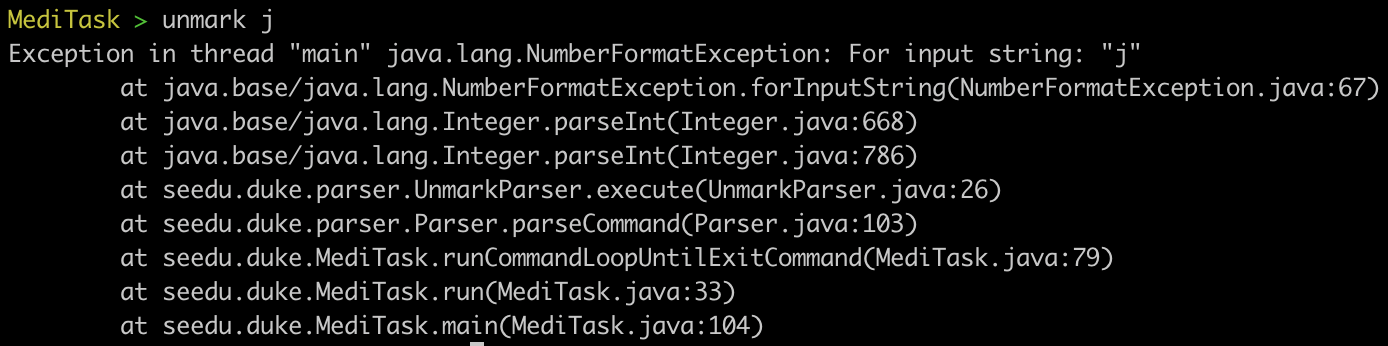 MediTask > unmark j
Exception in thread "main" java.lang.NumberFormatException: For input string: "j"
at java.base/java.lang.NumberFormatException.forInputString(NumberFormatException.java:67)
at java.base/java.lang.Integer.parseInt(Integer.java:668)
at java.base/java.lang.Integer.parseInt(Integer.java:786)
at seedu.duke.parser.UnmarkParser.execute(UnmarkParser.java:26)
at seedu.duke.parser.Parser.parseCommand(Parser.java:103)
at seedu.duke.MediTask.runCommandLoopUntilExitCommand(MediTask.java:79)
at seedu.duke.MediTask.run(MediTask.java:33)
at seedu.duke.MediTask.main(MediTask.java:104)